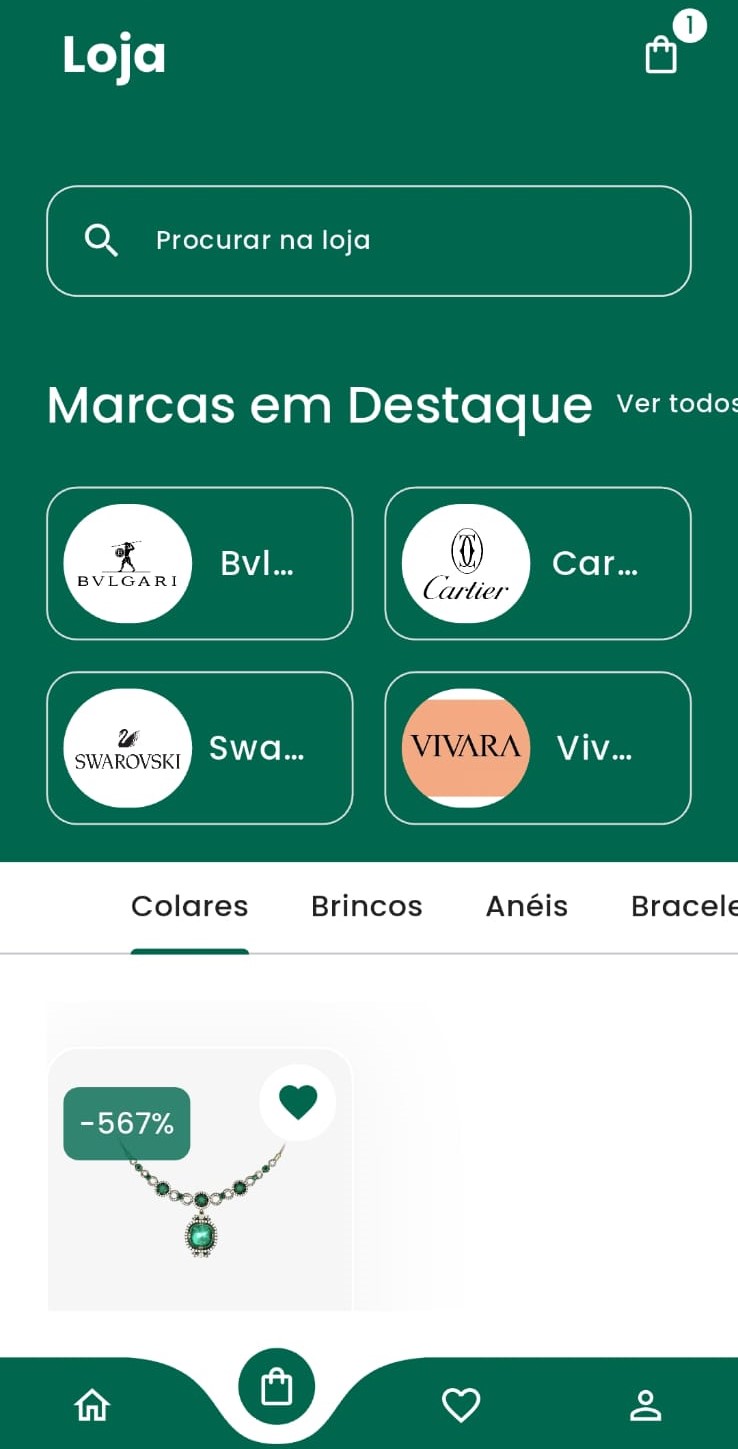 Loja
1
Procurar na loja
Marcas em Destaque Ver todos
BVLGARI Bvl...
Cartier Car...
SWAROVSKI Swa...
VIVARA Viv...
Colares Brincos Anéis Bracele
-567%